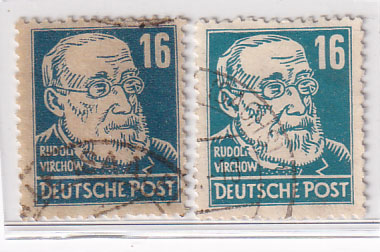 16
RUDOLF
VIRCHOW
DEUTSCHE POST
16
RUDOLF
VIRCHOW
DEUTSCHE POST